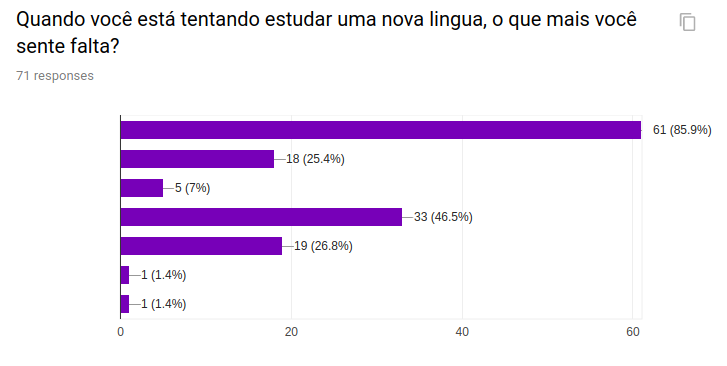 Quando você está tentando estudar uma nova lingua, o que mais você
sente falta?
71 responses
61 (85.9%)
18 (25.4%)
5 (7%)
33 (46.5%)
19 (26.8%)
1 (1.4%)
1 (1.4%)
0 20 40 60